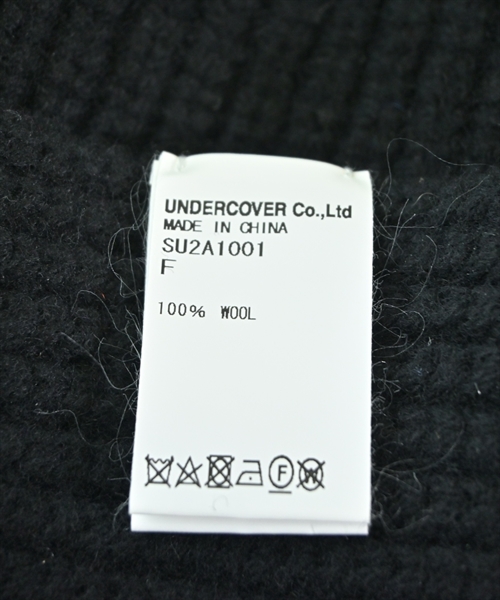 UNDERCOVER Co.,Ltd
MADE IN CHINA
SU2A1001
F
100% WOOL
F W